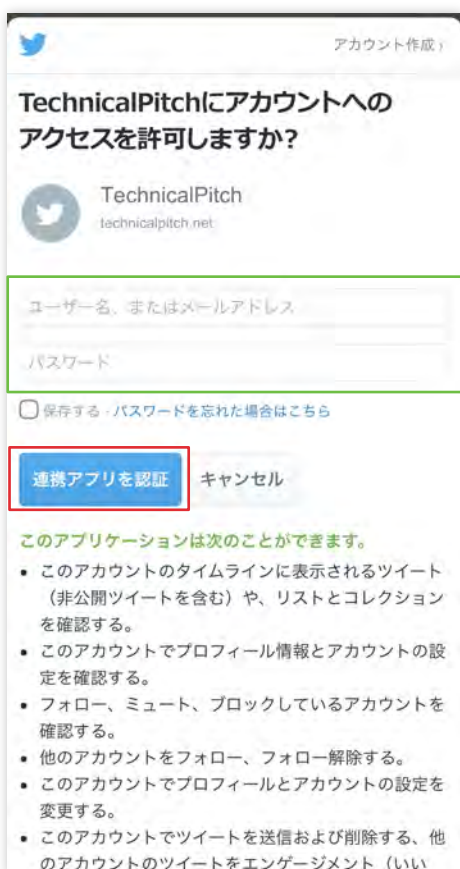 アカウント作成 ›
TechnicalPitchにアカウントへの
アクセスを許可しますか?
TechnicalPitch
technicalpitch.net
ユーザー名、またはメールアドレス
パスワード
保存する · パスワードを忘れた場合はこちら
連携アプリを認証 キャンセル
このアプリケーションは次のことができます。
• このアカウントのタイムラインに表示されるツイート
(非公開ツイートを含む) や、リストとコレクション
を確認する。
• このアカウントでプロフィール情報とアカウントの設
定を確認する。
• フォロー、ミュート、ブロックしているアカウントを
確認する。
• 他のアカウントをフォロー、フォロー解除する。
• このアカウントでプロフィールとアカウントの設定を
変更する。
• このアカウントでツイートを送信および削除する、他
のアカウントのツイートをエンゲージメント(いい